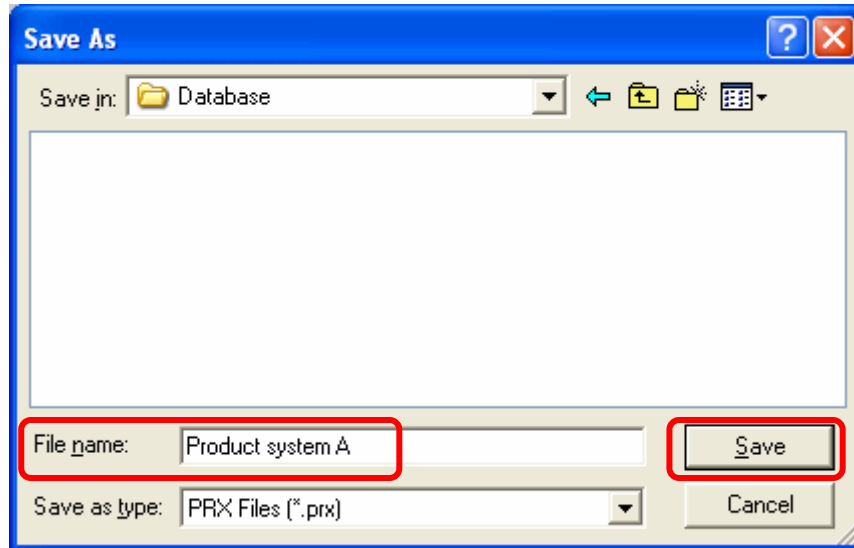 Save As
Save in: Database
File name: Product system A
Save
Save as type: PRX Files (*.prx)
Cancel